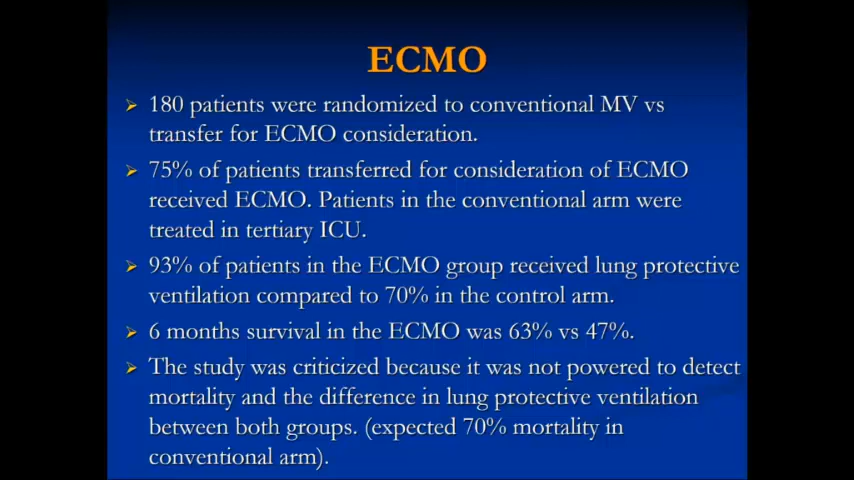 ECMO
180 patients were randomized to conventional MV vs
transfer for ECMO consideration.
75% of patients transferred for consideration of ECMO
received ECMO. Patients in the conventional arm were
treated in tertiary ICU.
93% of patients in the ECMO group received lung protective
ventilation compared to 70% in the control arm.
6 months survival in the ECMO was 63% vs 47%.
The study was criticized because it was not powered to detect
mortality and the difference in lung protective ventilation
between both groups. (expected 70% mortality in
conventional arm).